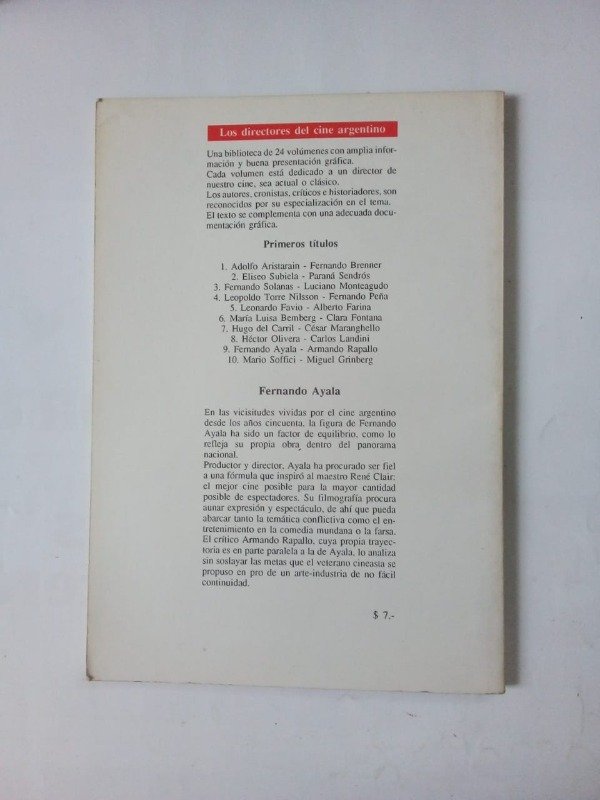 Los directores del cine argentino
Una biblioteca de 24 volúmenes con amplia infor-
mación y buena presentación gráfica.
Cada volumen está dedicado a un director de
nuestro cine, sea actual o clásico.
Los autores, cronistas, críticos e historiadores, son
reconocidos por su especialización en el tema.
El texto se complementa con una adecuada docu-
mentación gráfica.
Primeros títulos
1. Adolfo Aristarain - Fernando Brenner
2. Eliseo Subiela - Paraná Sendrós
3. Fernando Solanas - Luciano Monteagudo
4. Leopoldo Torre Nilsson - Fernando Peña
5. Leonardo Favio - Alberto Farina
6. María Luisa Bemberg - Clara Fontana
7. Hugo del Carril - César Maranghello
8. Héctor Olivera - Carlos Landini
9. Fernando Ayala - Armando Rapallo
10. Mario Soffici - Miguel Grinberg
Fernando Ayala
En las vicisitudes vividas por el cine argentino
desde los años cincuenta, la figura de Fernando
Ayala ha sido un factor de equilibrio, como lo
refleja su propia obra dentro del panorama
nacional.
Productor y director, Ayala ha procurado ser fiel
a una fórmula que inspiró al maestro René Clair:
el mejor cine posible para la mayor cantidad
posible de espectadores. Su filmografía procura
aunar expresión y espectáculo, de ahí que pueda
abarcar tanto la temática conflictiva como el en-
tretenimiento en la comedia mundana o la farsa.
El crítico Armando Rapallo, cuya propia trayec-
toria es en parte paralela a la de Ayala, lo analiza
sin soslayar las metas que el veterano cineasta se
propuso en pro de un arte-industria de no fácil
continuidad.
$ 7.-